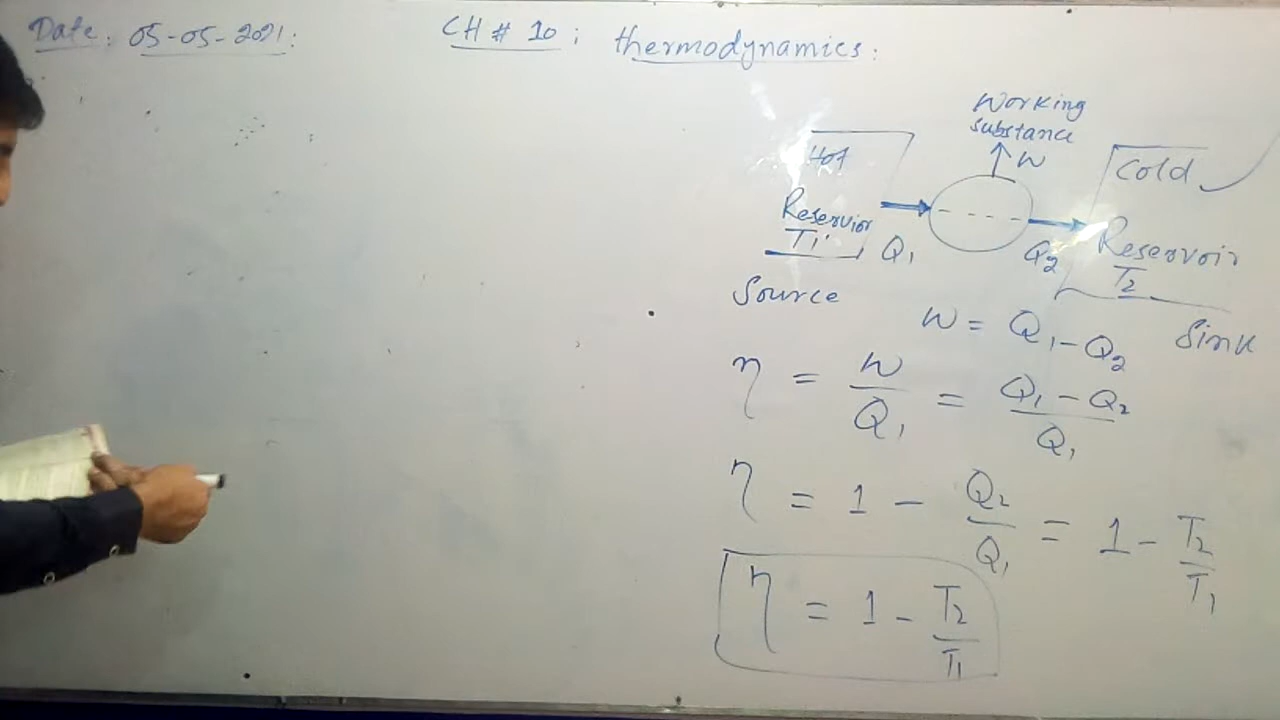 Date: 05-05-2021:
CH # 10: thermodynamics:
Working
substance
W
Hot
Reservior
T1
Q1
Q2
Cold
Reservoir
T2
Source
Sink
W = Q1 - Q2
η = W/Q1 = Q1 - Q2/Q1
η = 1 - Q2/Q1 = 1 - T2/T1
η = 1 - T2/T1